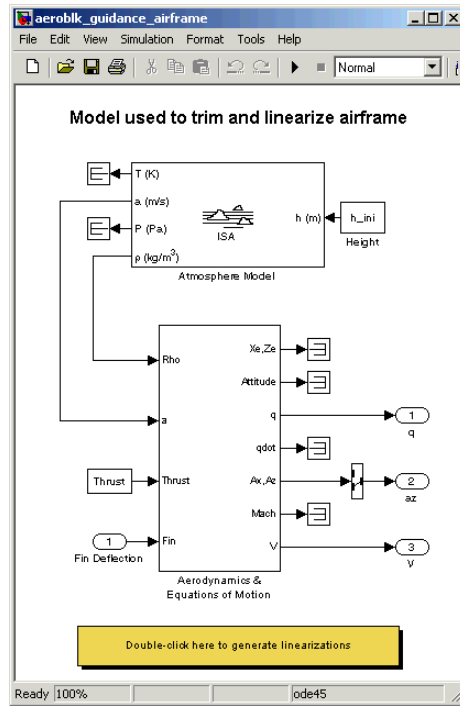 aeroblk_guidance_airframe
File Edit View Simulation Format Tools Help
Normal
Model used to trim and linearize airframe
T (K)
a (m/s)
P (Pa)
ρ (kg/m³)
ISA
h (m)
h_ini
Height
Atmosphere Model
Rho
a
Thrust
Thrust
1
Fin Deflection
Fin
Xe,Ze
Attitude
q
qdot
Ax,Az
Mach
V
1
q
2
az
3
V
Aerodynamics &
Equations of Motion
Double-click here to generate linearizations
Ready 100% ode45